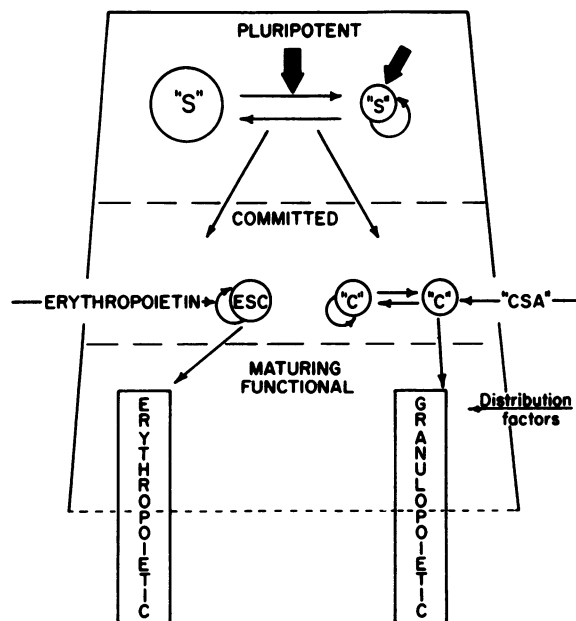 PLURIPOTENT
"S"
"S"
COMMITTED
ERYTHROPOIETIN
ESC
"C"
"C"
"CSA"
MATURING
FUNCTIONAL
ERYTHROPOIETIC
GRANULOPOIETIC
Distribution
factors